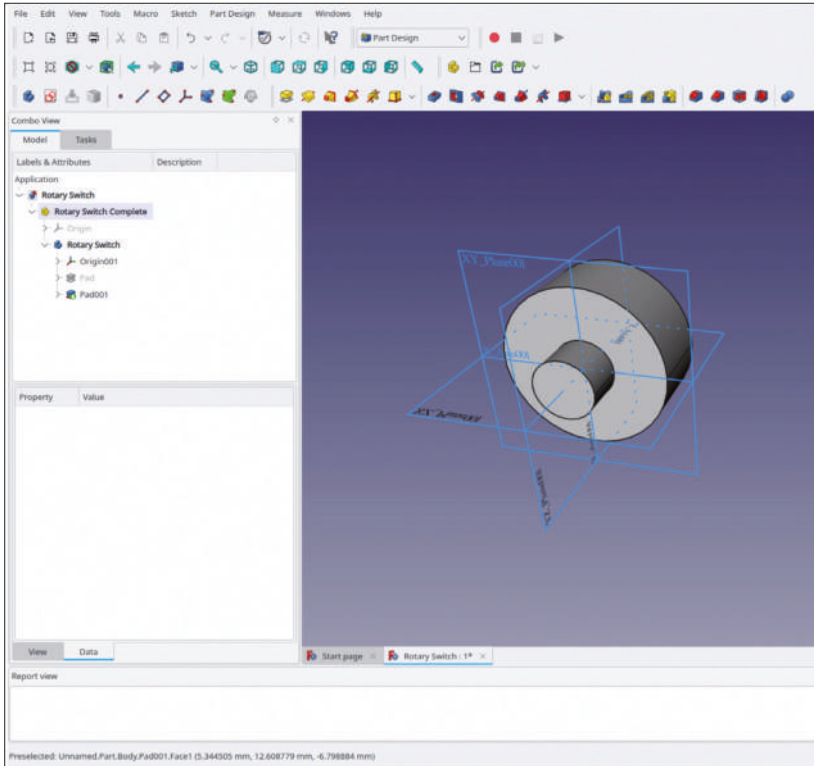 File Edit View Tools Macro Sketch Part Design Measure Windows Help
Part Design
Combo View
Model Tasks
Labels & Attributes Description
Application
Rotary Switch
Rotary Switch Complete
Origin
Rotary Switch
Origin001
Pad
Pad001
XY_Plane001
Property Value
View Data
Start page
Rotary Switch : 1*
Report view
Preselected: Unnamed.Part.Body.Pad001.Face1 (5.344505 mm, 12.608779 mm, -6.798884 mm)